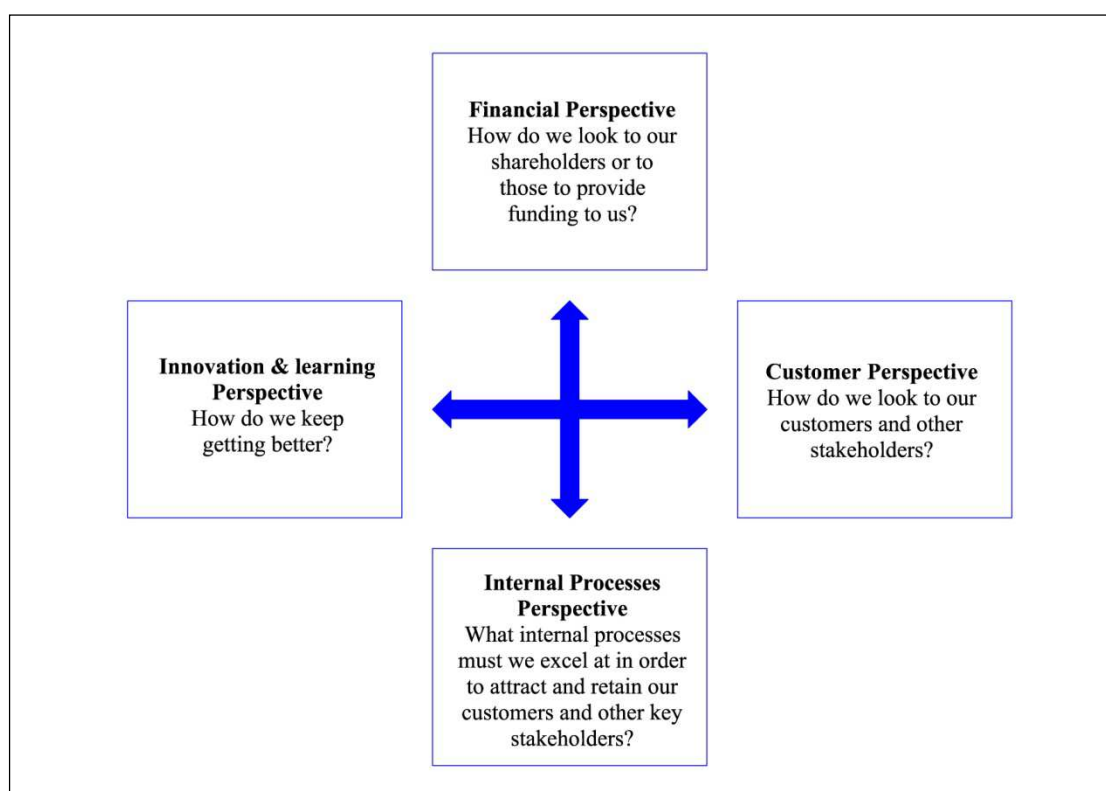 Financial Perspective
How do we look to our
shareholders or to
those to provide
funding to us?
Innovation & learning
Perspective
How do we keep
getting better?
Customer Perspective
How do we look to our
customers and other
stakeholders?
Internal Processes
Perspective
What internal processes
must we excel at in order
to attract and retain our
customers and other key
stakeholders?